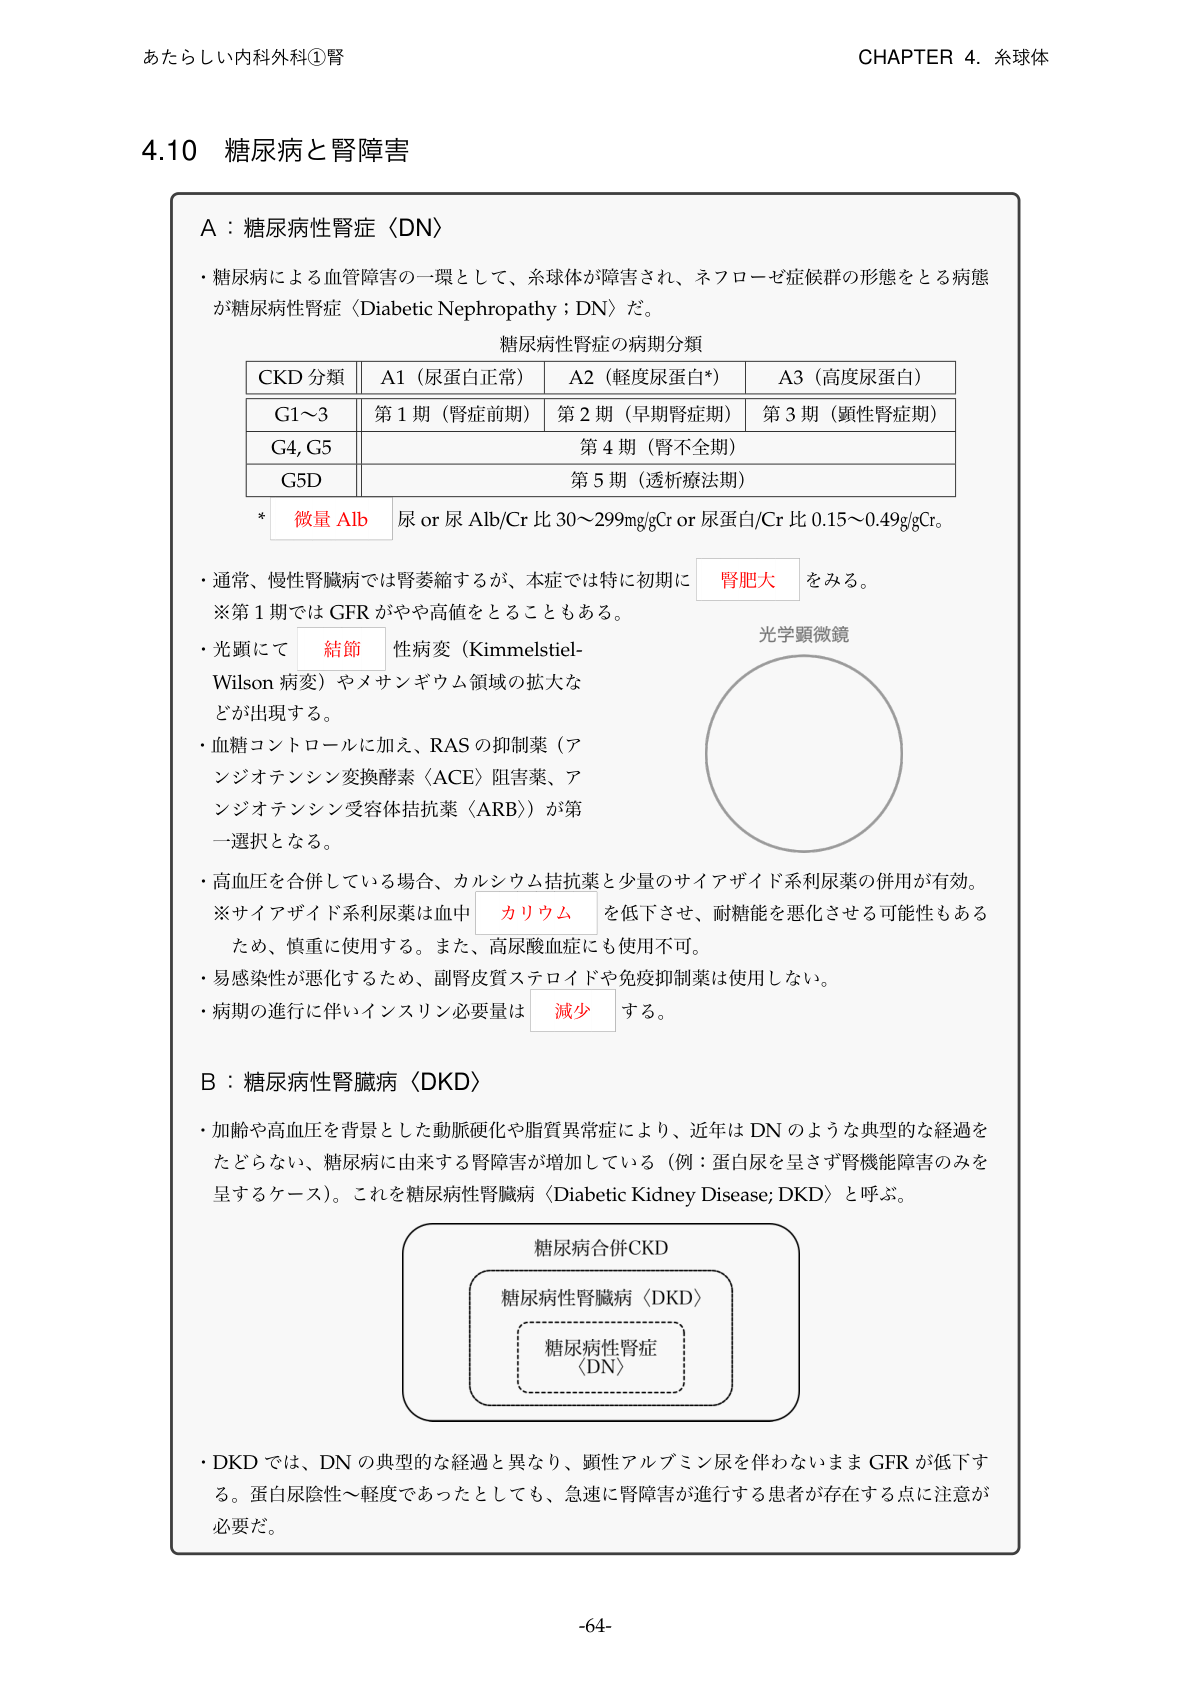 あたらしい内科外科①腎
CHAPTER 4. 糸球体
4.10 糖尿病と腎障害
A：糖尿病性腎症〈DN〉
・糖尿病による血管障害の一環として、糸球体が障害され、ネフローゼ症候群の形態をとる病態
が糖尿病性腎症〈Diabetic Nephropathy；DN〉だ。
糖尿病性腎症の病期分類
CKD 分類 A1（尿蛋白正常） A2（軽度尿蛋白*） A3（高度尿蛋白）
G1～3 第 1 期（腎症前期） 第 2 期（早期腎症期） 第 3 期（顕性腎症期）
G4, G5 第 4 期（腎不全期）
G5D 第 5 期（透析療法期）
* 微量 Alb 尿 or 尿 Alb/Cr 比 30～299mg/gCr or 尿蛋白/Cr 比 0.15～0.49g/gCr。
・通常、慢性腎臓病では腎萎縮するが、本症では特に初期に 腎肥大 をみる。
※第 1 期では GFR がやや高値をとることもある。
・光顕にて 結節 性病変（Kimmelstiel-
Wilson 病変）やメサンギウム領域の拡大な
どが出現する。
・血糖コントロールに加え、RAS の抑制薬（ア
ンジオテンシン変換酵素〈ACE〉阻害薬、ア
ンジオテンシン受容体拮抗薬〈ARB〉）が第
一選択となる。
光学顕微鏡
・高血圧を合併している場合、カルシウム拮抗薬と少量のサイアザイド系利尿薬の併用が有効。
※サイアザイド系利尿薬は血中 カリウム を低下させ、耐糖能を悪化させる可能性もある
ため、慎重に使用する。また、高尿酸血症にも使用不可。
・易感染性が悪化するため、副腎皮質ステロイドや免疫抑制薬は使用しない。
・病期の進行に伴いインスリン必要量は 減少 する。
B：糖尿病性腎臓病〈DKD〉
・加齢や高血圧を背景とした動脈硬化や脂質異常症により、近年は DN のような典型的な経過を
たどらない、糖尿病に由来する腎障害が増加している（例：蛋白尿を呈さず腎機能障害のみを
呈するケース）。これを糖尿病性腎臓病〈Diabetic Kidney Disease; DKD〉と呼ぶ。
糖尿病合併CKD
糖尿病性腎臓病〈DKD〉
糖尿病性腎症
〈DN〉
・DKD では、DN の典型的な経過と異なり、顕性アルブミン尿を伴わないまま GFR が低下す
る。蛋白尿陰性～軽度であったとしても、急速に腎障害が進行する患者が存在する点に注意が
必要だ。
-64-